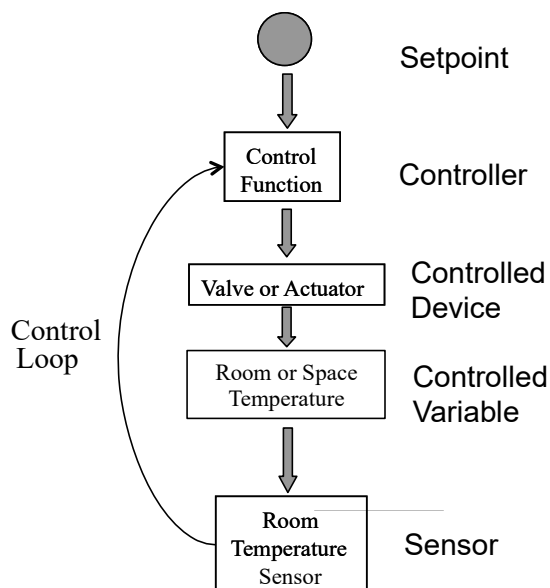 Setpoint
Control
Function
Controller
Valve or Actuator
Controlled
Device
Control
Loop
Room or Space
Temperature
Controlled
Variable
Room
Temperature
Sensor
Sensor